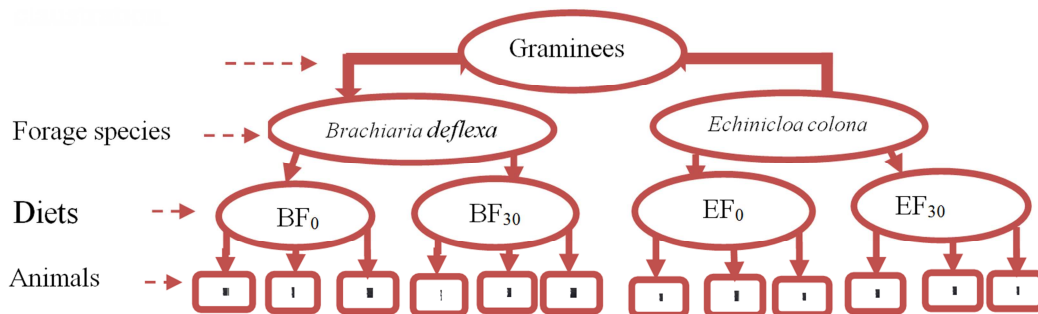 Graminees
Forage species
Brachiaria deflexa
Echinicloa colona
Diets
BF₀
BF₃₀
EF₀
EF₃₀
Animals